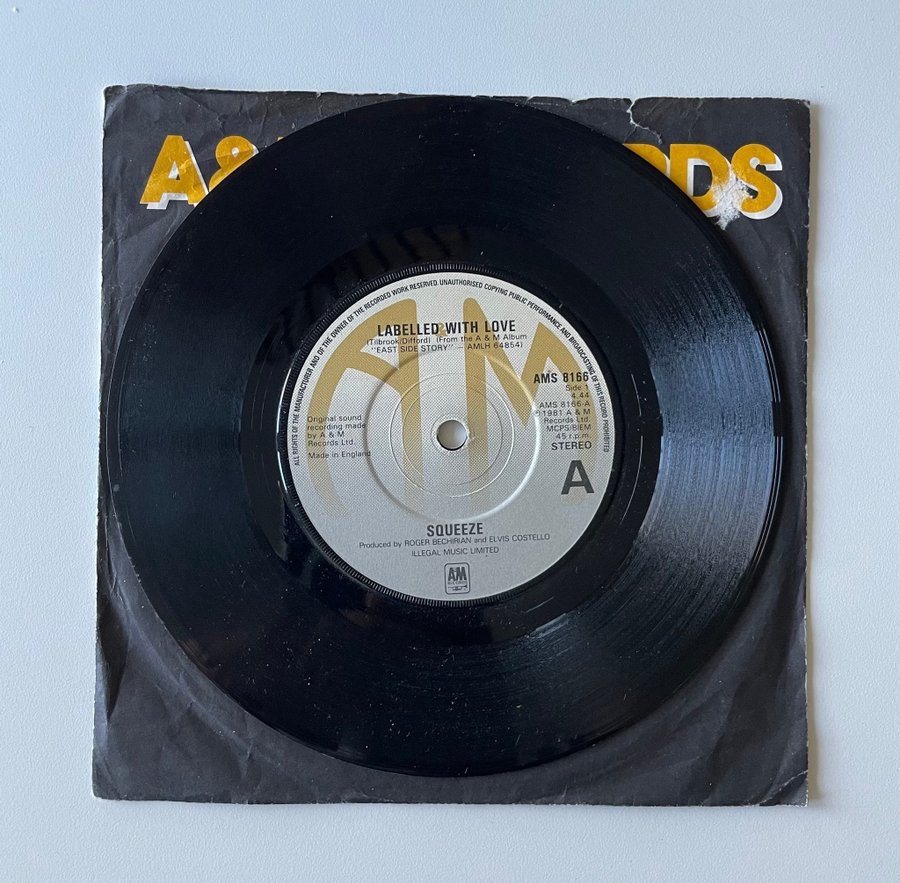 A& RDS
ALL RIGHTS OF THE MANUFACTURER AND OF THE OWNER OF THE RECORDED WORK RESERVED. UNAUTHORISED COPYING PUBLIC PERFORMANCE AND BROADCASTING OF THIS RECORD PROHIBITED
LABELLED WITH LOVE
(Tilbrook/Difford) (From the A & M Album
"EAST SIDE STORY" — AMLH 64854)
AMS 8166
Side 1
4.44
AMS 8166-A
℗1981 A & M
Records Ltd.
MCPS/BIEM
45 r.p.m.
STEREO
A
Original sound
recording made
by A & M
Records Ltd.
Made in England
SQUEEZE
Produced by ROGER BECHIRIAN and ELVIS COSTELLO
ILLEGAL MUSIC LIMITED
A&M
RECORDS